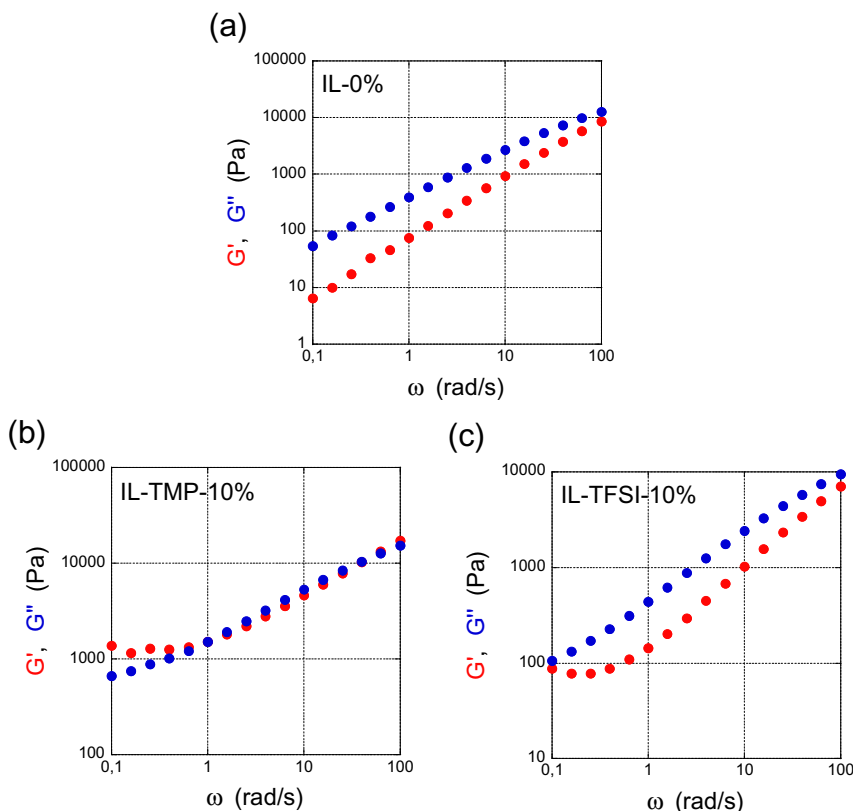 (a)
IL-0%
100000
10000
1000
100
10
1
G', G'' (Pa)
0,1 1 10 100
ω (rad/s)
(b)
IL-TMP-10%
100000
10000
1000
100
G', G'' (Pa)
0,1 1 10 100
ω (rad/s)
(c)
IL-TFSI-10%
10000
1000
100
10
G', G'' (Pa)
0,1 1 10 100
ω (rad/s)